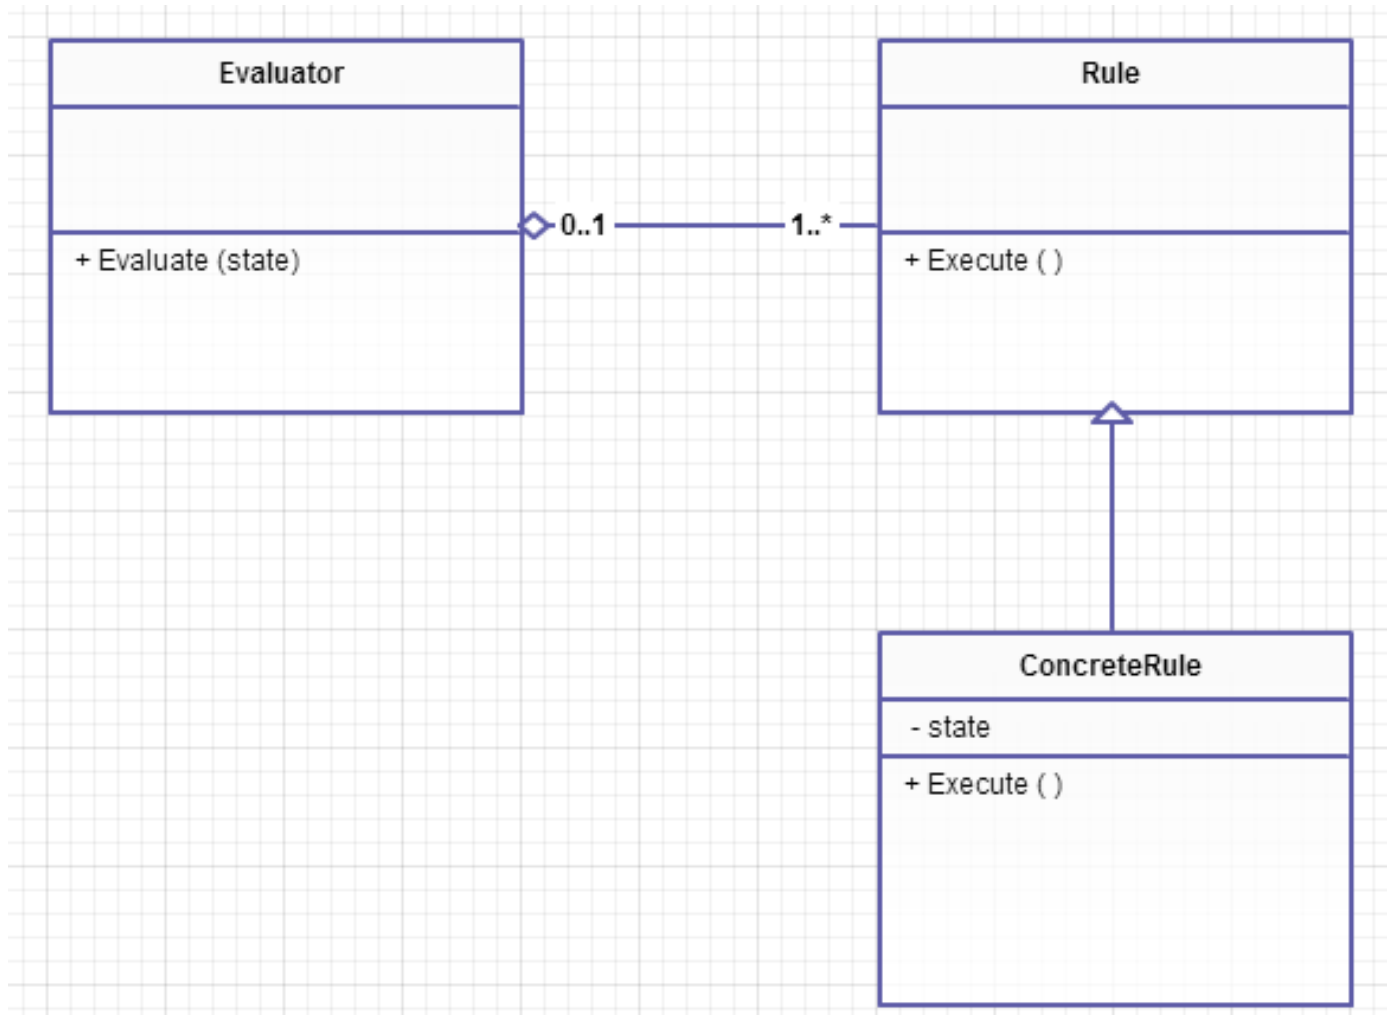 Evaluator
+ Evaluate (state)
0..1
1..*
Rule
+ Execute ( )
ConcreteRule
- state
+ Execute ( )